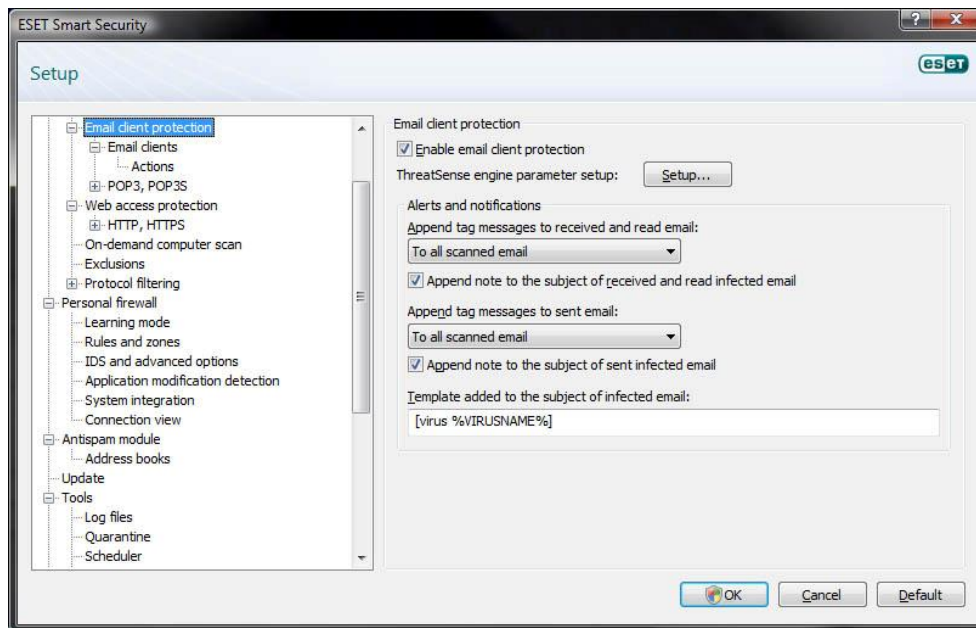 ESET Smart Security
Setup
eset
Email client protection
Email clients
Actions
POP3, POP3S
Web access protection
HTTP, HTTPS
On-demand computer scan
Exclusions
Protocol filtering
Personal firewall
Learning mode
Rules and zones
IDS and advanced options
Application modification detection
System integration
Connection view
Antispam module
Address books
Update
Tools
Log files
Quarantine
Scheduler
Email client protection
Enable email client protection
ThreatSense engine parameter setup: Setup...
Alerts and notifications
Append tag messages to received and read email:
To all scanned email
Append note to the subject of received and read infected email
Append tag messages to sent email:
To all scanned email
Append note to the subject of sent infected email
Template added to the subject of infected email:
[virus %VIRUSNAME%]
OK Cancel Default